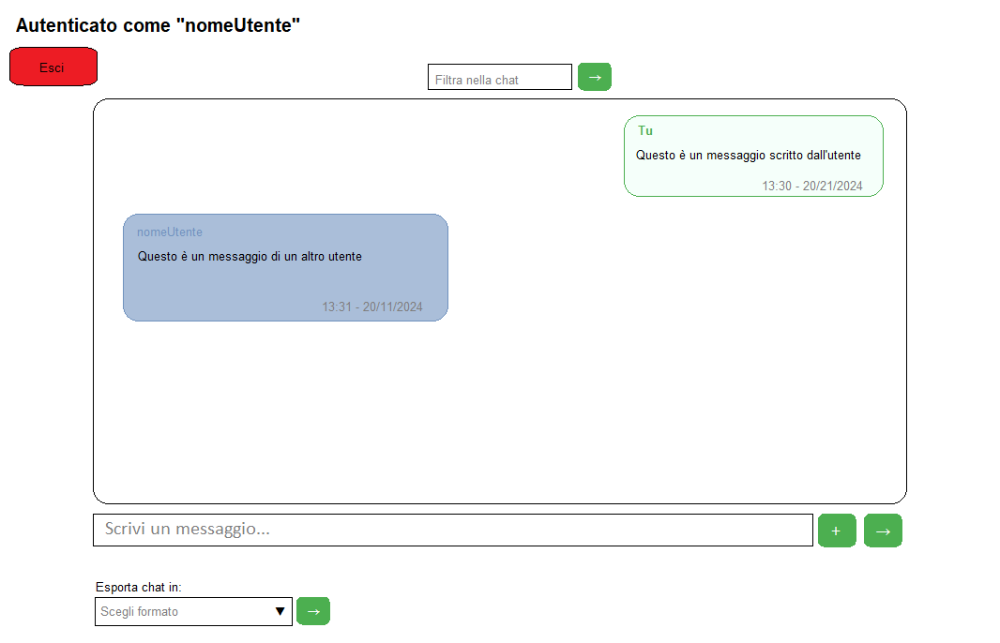 Autenticato come "nomeUtente"
Esci
Filtra nella chat
→
Tu
Questo è un messaggio scritto dall'utente
13:30 - 20/21/2024
nomeUtente
Questo è un messaggio di un altro utente
13:31 - 20/11/2024
Scrivi un messaggio...
+
→
Esporta chat in:
Scegli formato
▼
→